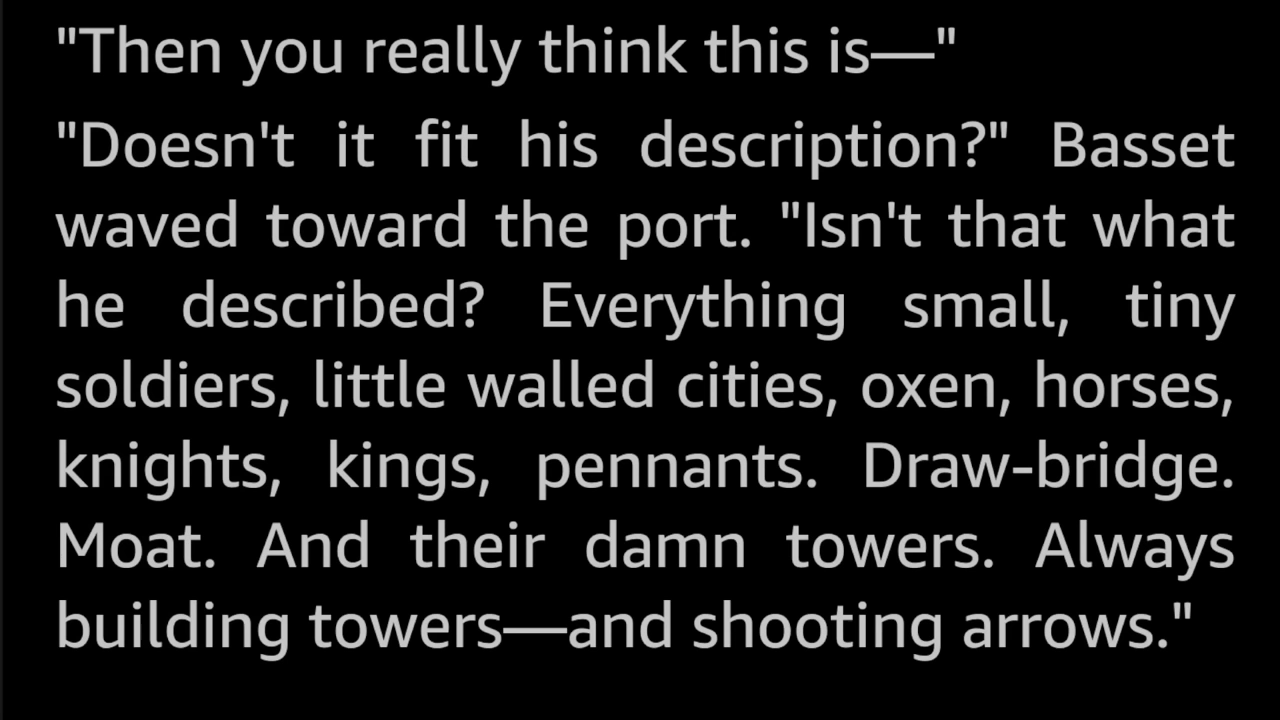 "Then you really think this is—"
"Doesn't it fit his description?" Basset
waved toward the port. "Isn't that what
he described? Everything small, tiny
soldiers, little walled cities, oxen, horses,
knights, kings, pennants. Draw-bridge.
Moat. And their damn towers. Always
building towers—and shooting arrows."